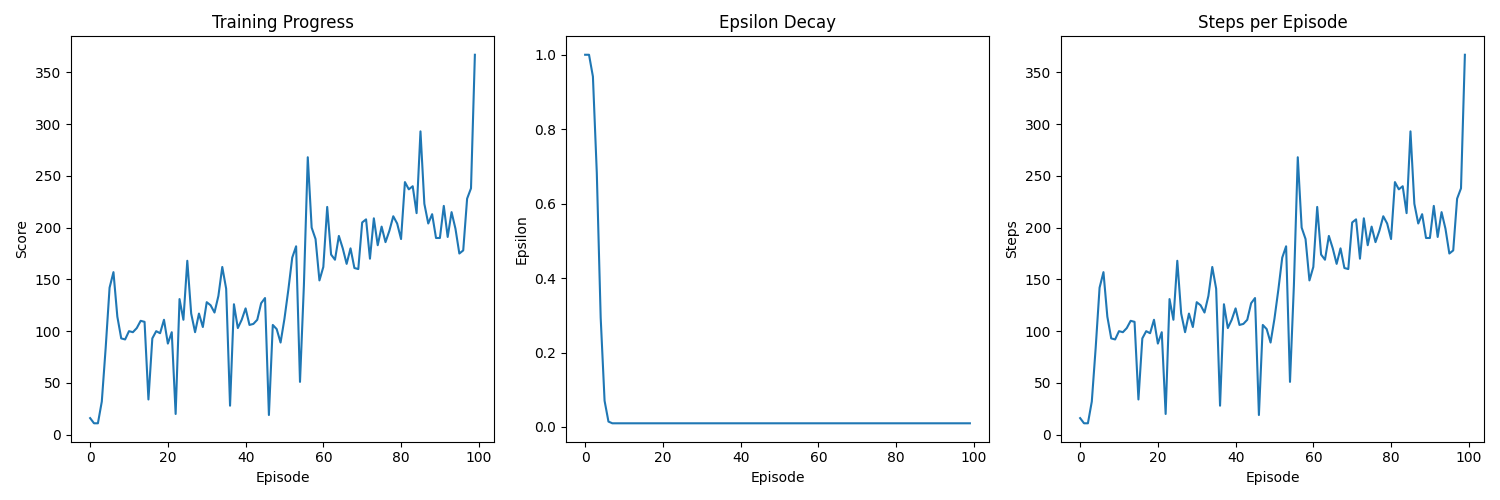 Training Progress
Score
350
300
250
200
150
100
50
0
0 20 40 60 80 100
Episode
Epsilon Decay
Epsilon
1.0
0.8
0.6
0.4
0.2
0.0
0 20 40 60 80 100
Episode
Steps per Episode
Steps
350
300
250
200
150
100
50
0
0 20 40 60 80 100
Episode